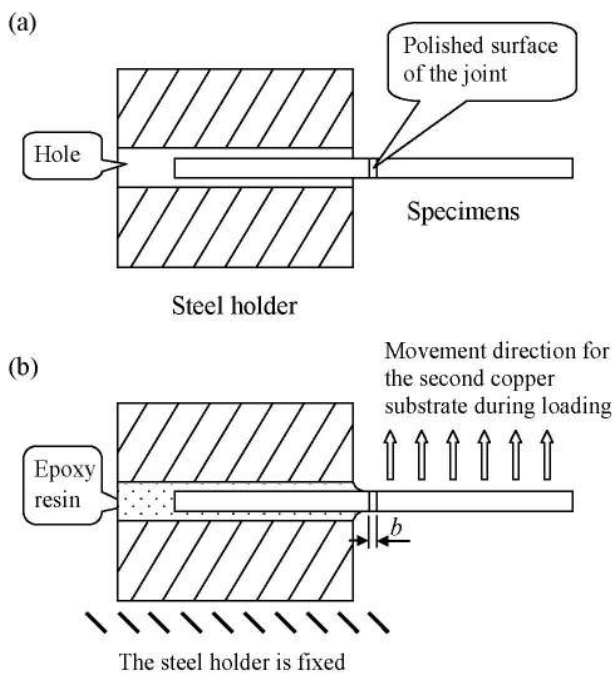 (a)
Polished surface
of the joint
Hole
Specimens
Steel holder
(b)
Movement direction for
the second copper
substrate during loading
Epoxy
resin
b
The steel holder is fixed